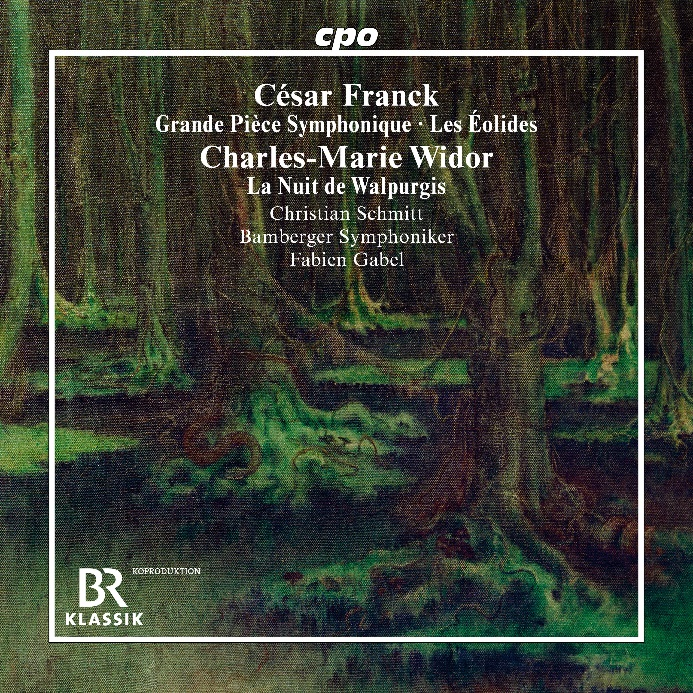 cpo
César Franck
Grande Pièce Symphonique · Les Éolides
Charles-Marie Widor
La Nuit de Walpurgis
Christian Schmitt
Bamberger Symphoniker
Fabien Gabel
BR KOPRODUKTION
KLASSIK